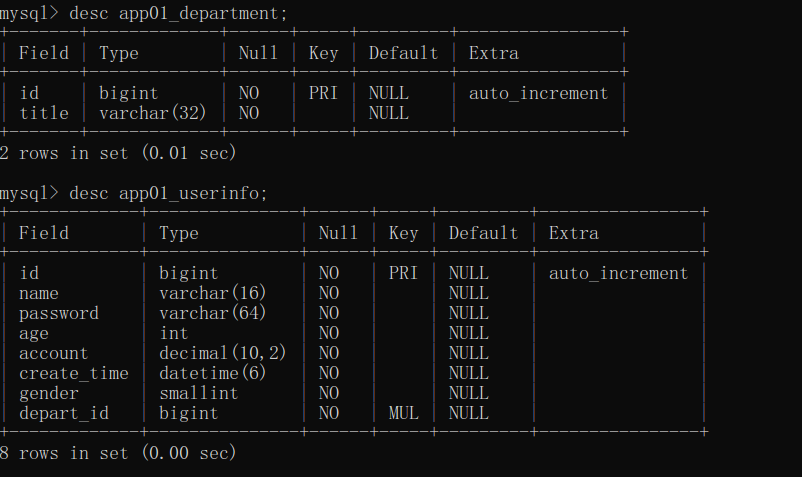 mysql> desc app01_department;
+-------+-------------+------+-----+---------+----------------+
| Field | Type        | Null | Key | Default | Extra          |
+-------+-------------+------+-----+---------+----------------+
| id    | bigint      | NO   | PRI | NULL    | auto_increment |
| title | varchar(32) | NO   |     | NULL    |                |
+-------+-------------+------+-----+---------+----------------+
2 rows in set (0.01 sec)
mysql> desc app01_userinfo;
+-------------+---------------+------+-----+---------+----------------+
| Field       | Type          | Null | Key | Default | Extra          |
+-------------+---------------+------+-----+---------+----------------+
| id          | bigint        | NO   | PRI | NULL    | auto_increment |
| name        | varchar(16)   | NO   |     | NULL    |                |
| password    | varchar(64)   | NO   |     | NULL    |                |
| age         | int           | NO   |     | NULL    |                |
| account     | decimal(10,2) | NO   |     | NULL    |                |
| create_time | datetime(6)   | NO   |     | NULL    |                |
| gender      | smallint      | NO   |     | NULL    |                |
| depart_id   | bigint        | NO   | MUL | NULL    |                |
+-------------+---------------+------+-----+---------+----------------+
8 rows in set (0.00 sec)